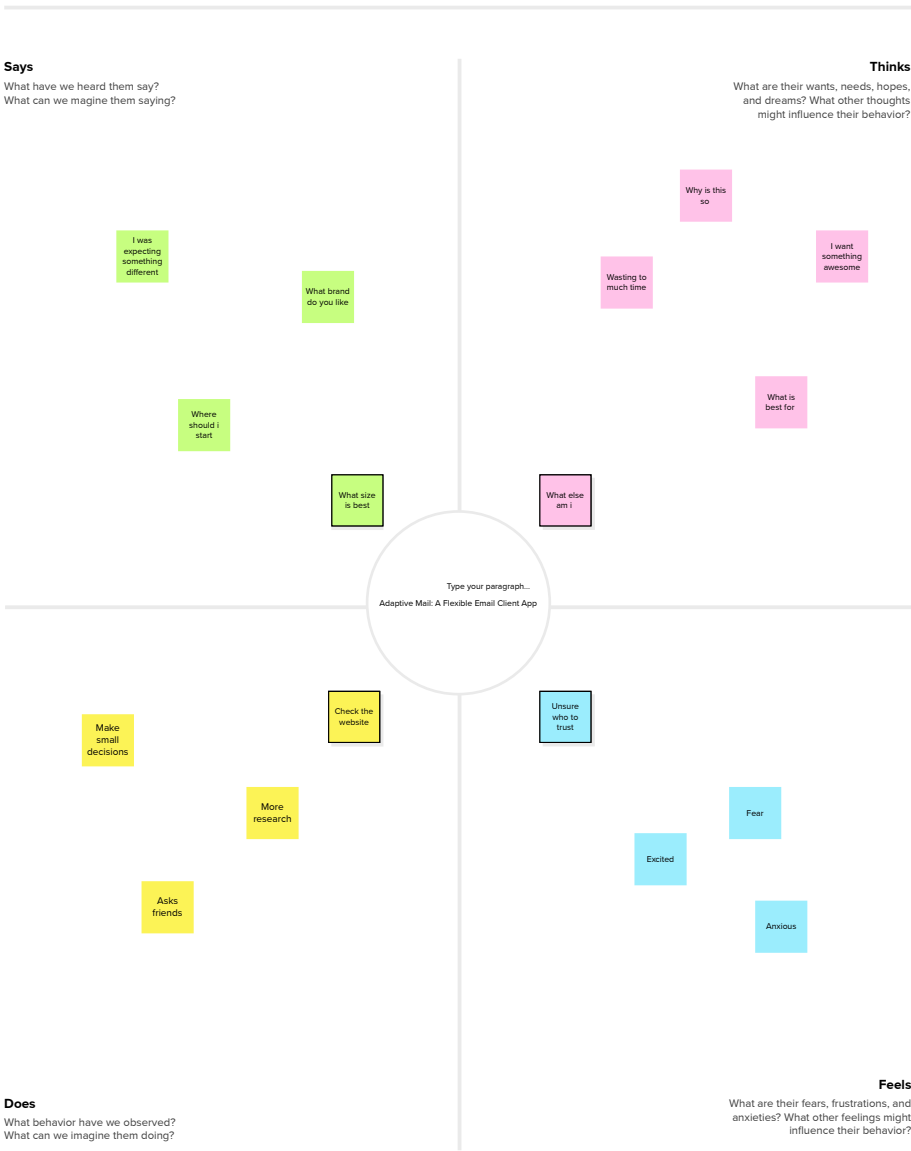 Says
What have we heard them say?
What can we magine them saying?
Thinks
What are their wants, needs, hopes,
and dreams? What other thoughts
might influence their behavior?
I was
expecting
something
different
What brand
do you like
Where
should i
start
What size
is best
Why is this
so
Wasting to
much time
I want
something
awesome
What is
best for
What else
am i
Type your paragraph...
Adaptive Mail: A Flexible Email Client App
Check the
website
Make
small
decisions
More
research
Asks
friends
Unsure
who to
trust
Fear
Excited
Anxious
Does
What behavior have we observed?
What can we imagine them doing?
Feels
What are their fears, frustrations, and
anxieties? What other feelings might
influence their behavior?